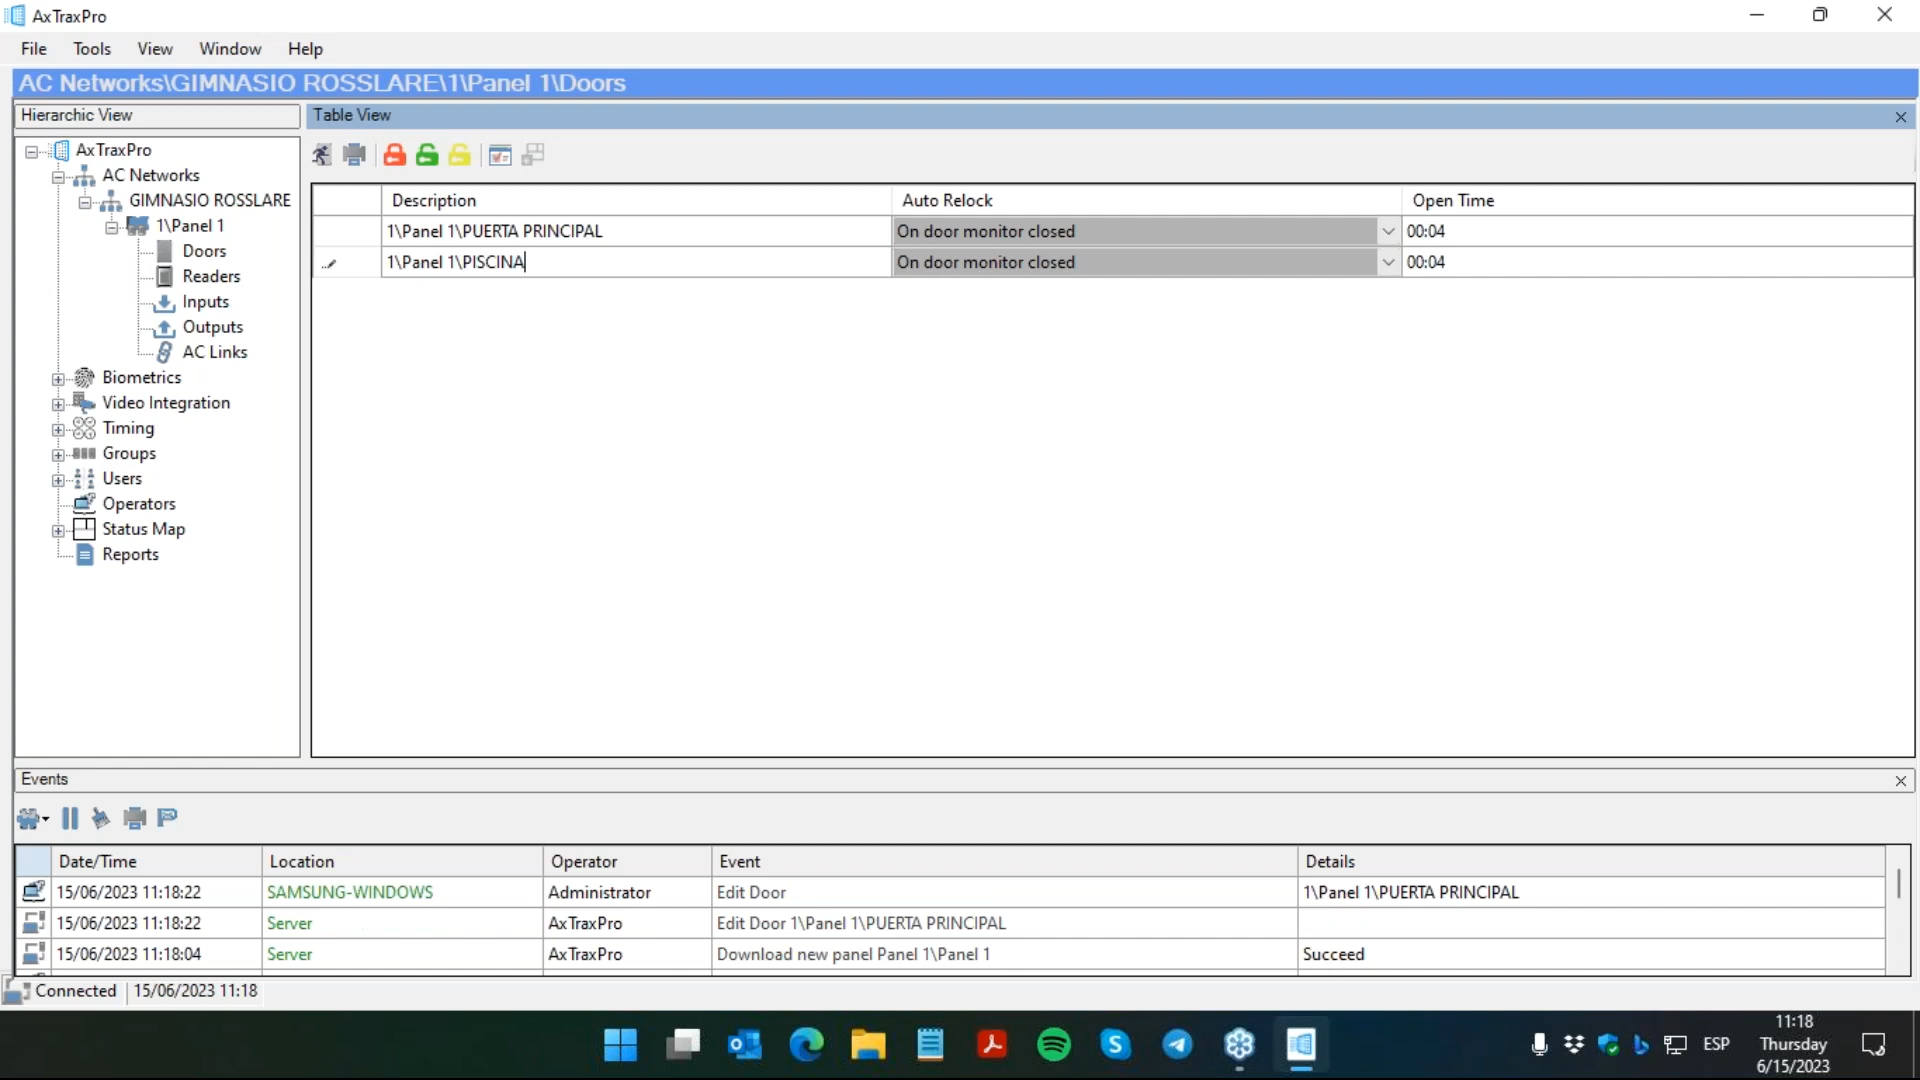 AxTraxPro
File Tools View Window Help
AC Networks\GIMNASIO ROSSLARE\1\Panel 1\Doors
Hierarchic View
AxTraxPro
AC Networks
GIMNASIO ROSSLARE
1\Panel 1
Doors
Readers
Inputs
Outputs
AC Links
Biometrics
Video Integration
Timing
Groups
Users
Operators
Status Map
Reports
Table View
Description Auto Relock Open Time
1\Panel 1\PUERTA PRINCIPAL On door monitor closed 00:04
1\Panel 1\PISCINA On door monitor closed 00:04
Events
Date/Time Location Operator Event Details
15/06/2023 11:18:22 SAMSUNG-WINDOWS Administrator Edit Door 1\Panel 1\PUERTA PRINCIPAL
15/06/2023 11:18:22 Server AxTraxPro Edit Door 1\Panel 1\PUERTA PRINCIPAL
15/06/2023 11:18:04 Server AxTraxPro Download new panel Panel 1\Panel 1 Succeed
Connected 15/06/2023 11:18
ESP
11:18
Thursday
6/15/2023